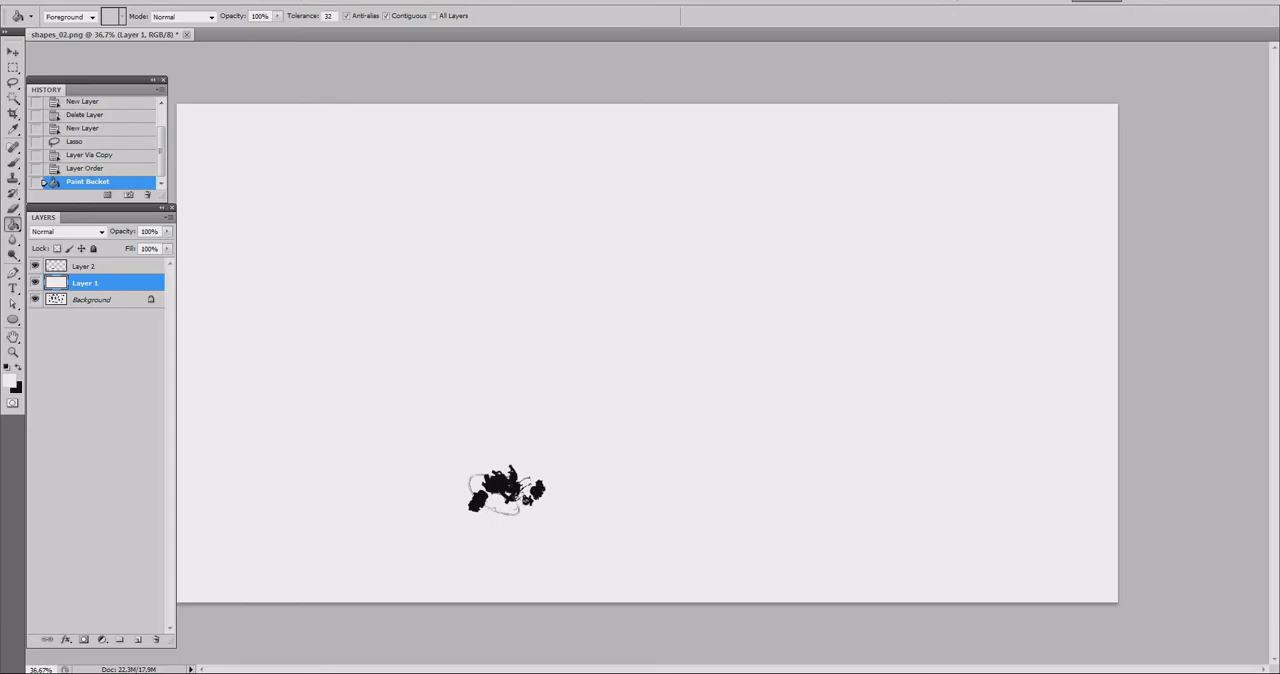 Foreground Mode: Normal Opacity: 100% Tolerance: 32 Anti-alias Contiguous All Layers
shapes_02.png @ 36,7% (Layer 1, RGB/8) *
HISTORY
New Layer
Delete Layer
New Layer
Lasso
Layer Via Copy
Layer Order
Paint Bucket
LAYERS
Normal Opacity: 100%
Lock: Fill: 100%
Layer 2
Layer 1
Background
36,67% Doc: 22,3M/17,9M